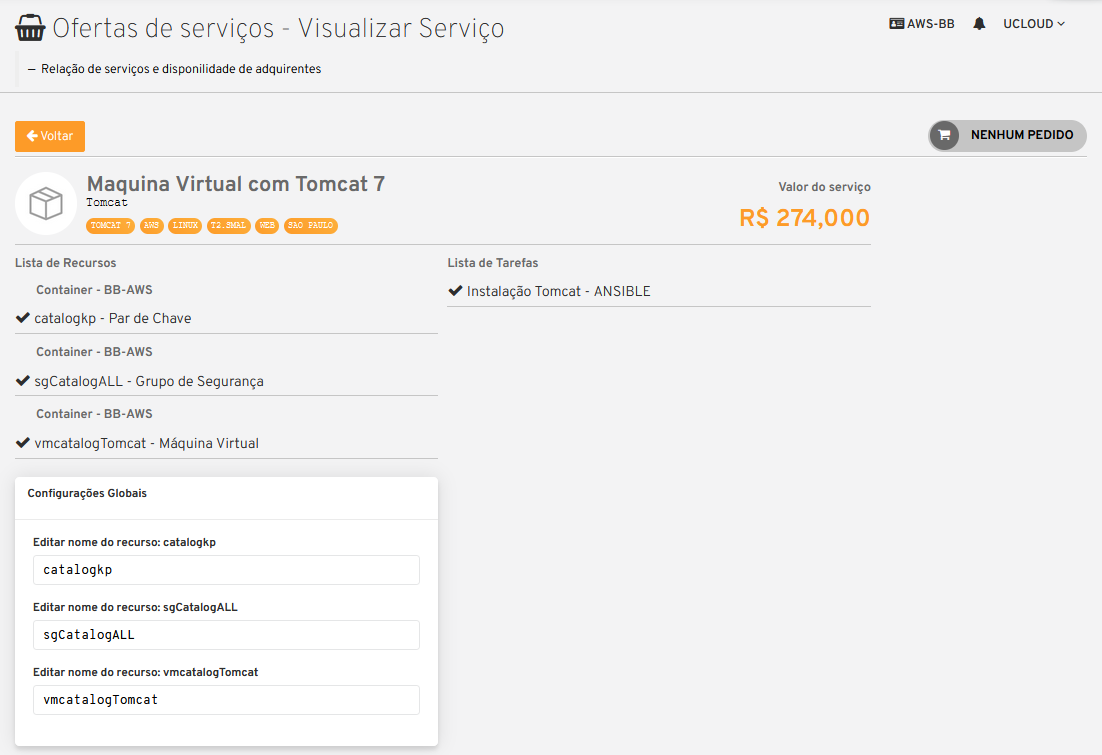 Ofertas de serviços - Visualizar Serviço
AWS-BB
UCLOUD
– Relação de serviços e disponilidade de adquirentes
Voltar
NENHUM PEDIDO
Maquina Virtual com Tomcat 7
Tomcat
TOMCAT 7 AWS LINUX T2.SMAL WEB SAO PAULO
Valor do serviço
R$ 274,000
Lista de Recursos
Container - BB-AWS
catalogkp - Par de Chave
Container - BB-AWS
sgCatalogALL - Grupo de Segurança
Container - BB-AWS
vmcatalogTomcat - Máquina Virtual
Lista de Tarefas
Instalação Tomcat - ANSIBLE
Configurações Globais
Editar nome do recurso: catalogkp
catalogkp
Editar nome do recurso: sgCatalogALL
sgCatalogALL
Editar nome do recurso: vmcatalogTomcat
vmcatalogTomcat